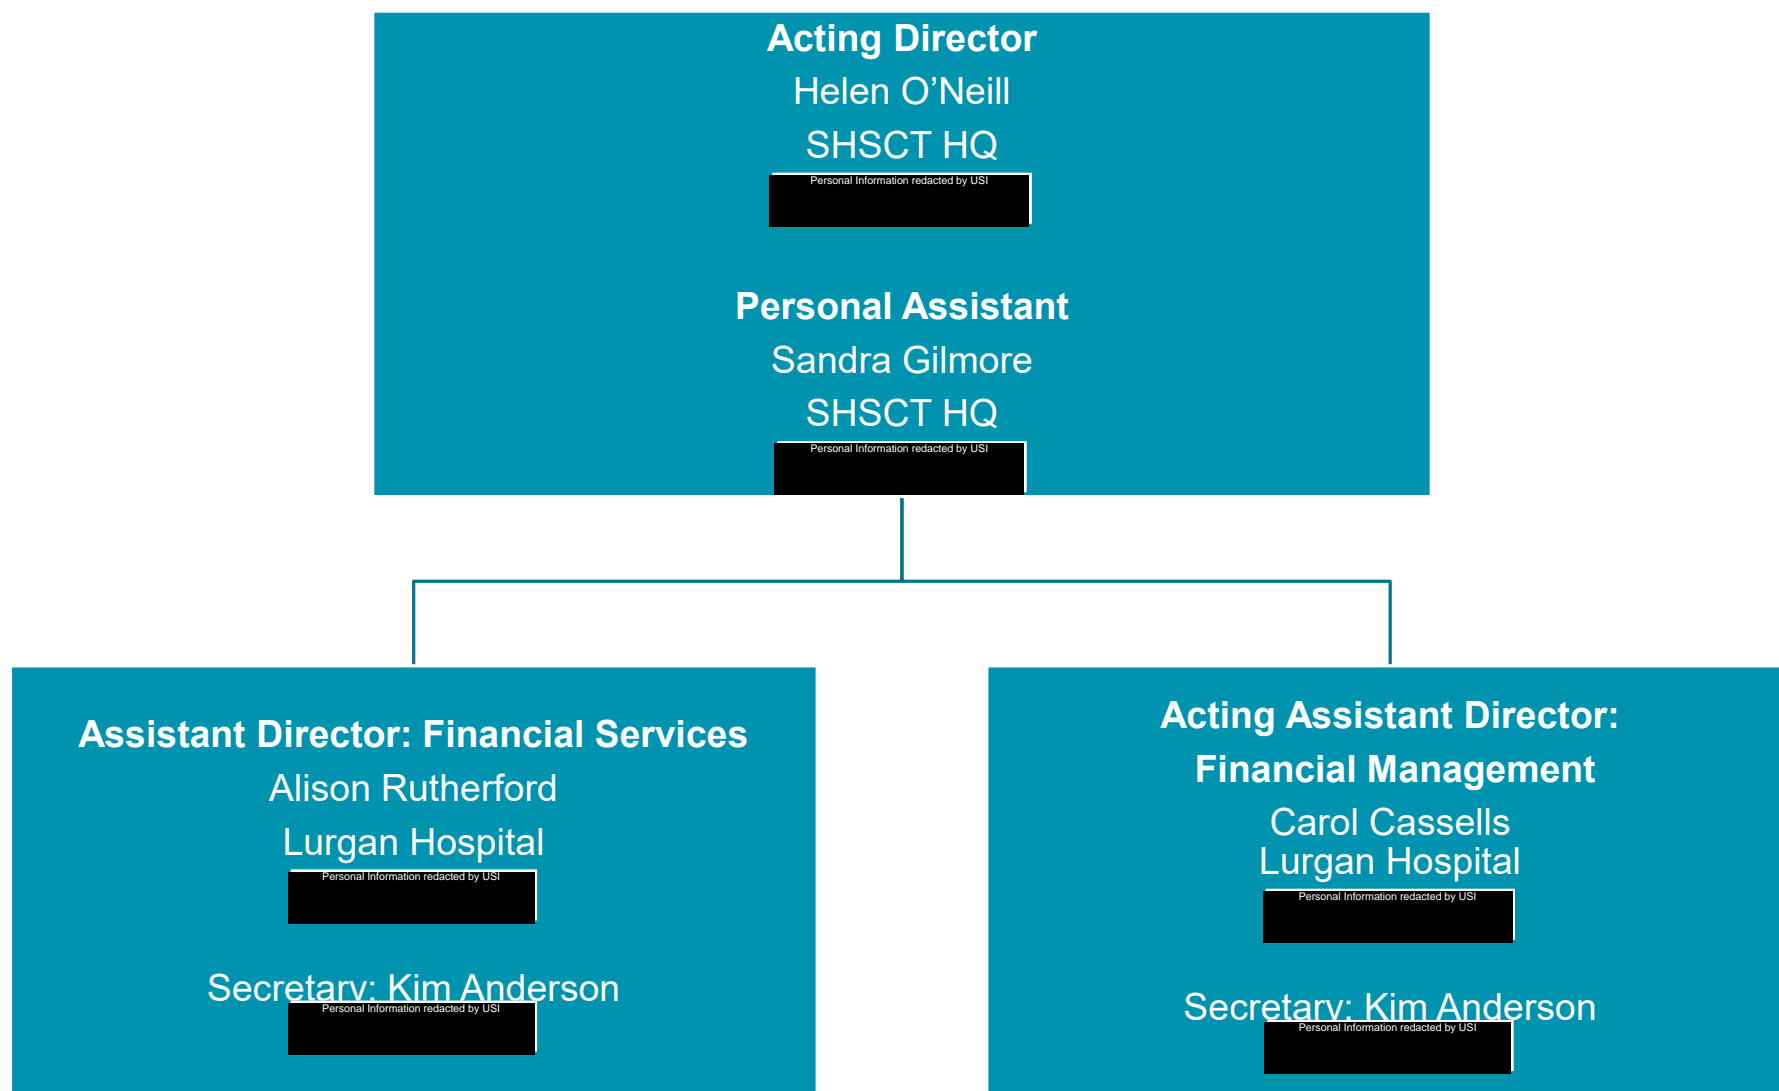 Acting Director
Helen O’Neill
SHSCT HQ
Personal Information redacted by USI
Personal Assistant
Sandra Gilmore
SHSCT HQ
Personal Information redacted by USI
Assistant Director: Financial Services
Alison Rutherford
Lurgan Hospital
Personal Information redacted by USI
Secretary: Kim Anderson
Personal Information redacted by USI
Acting Assistant Director:
Financial Management
Carol Cassells
Lurgan Hospital
Personal Information redacted by USI
Secretary: Kim Anderson
Personal Information redacted by USI